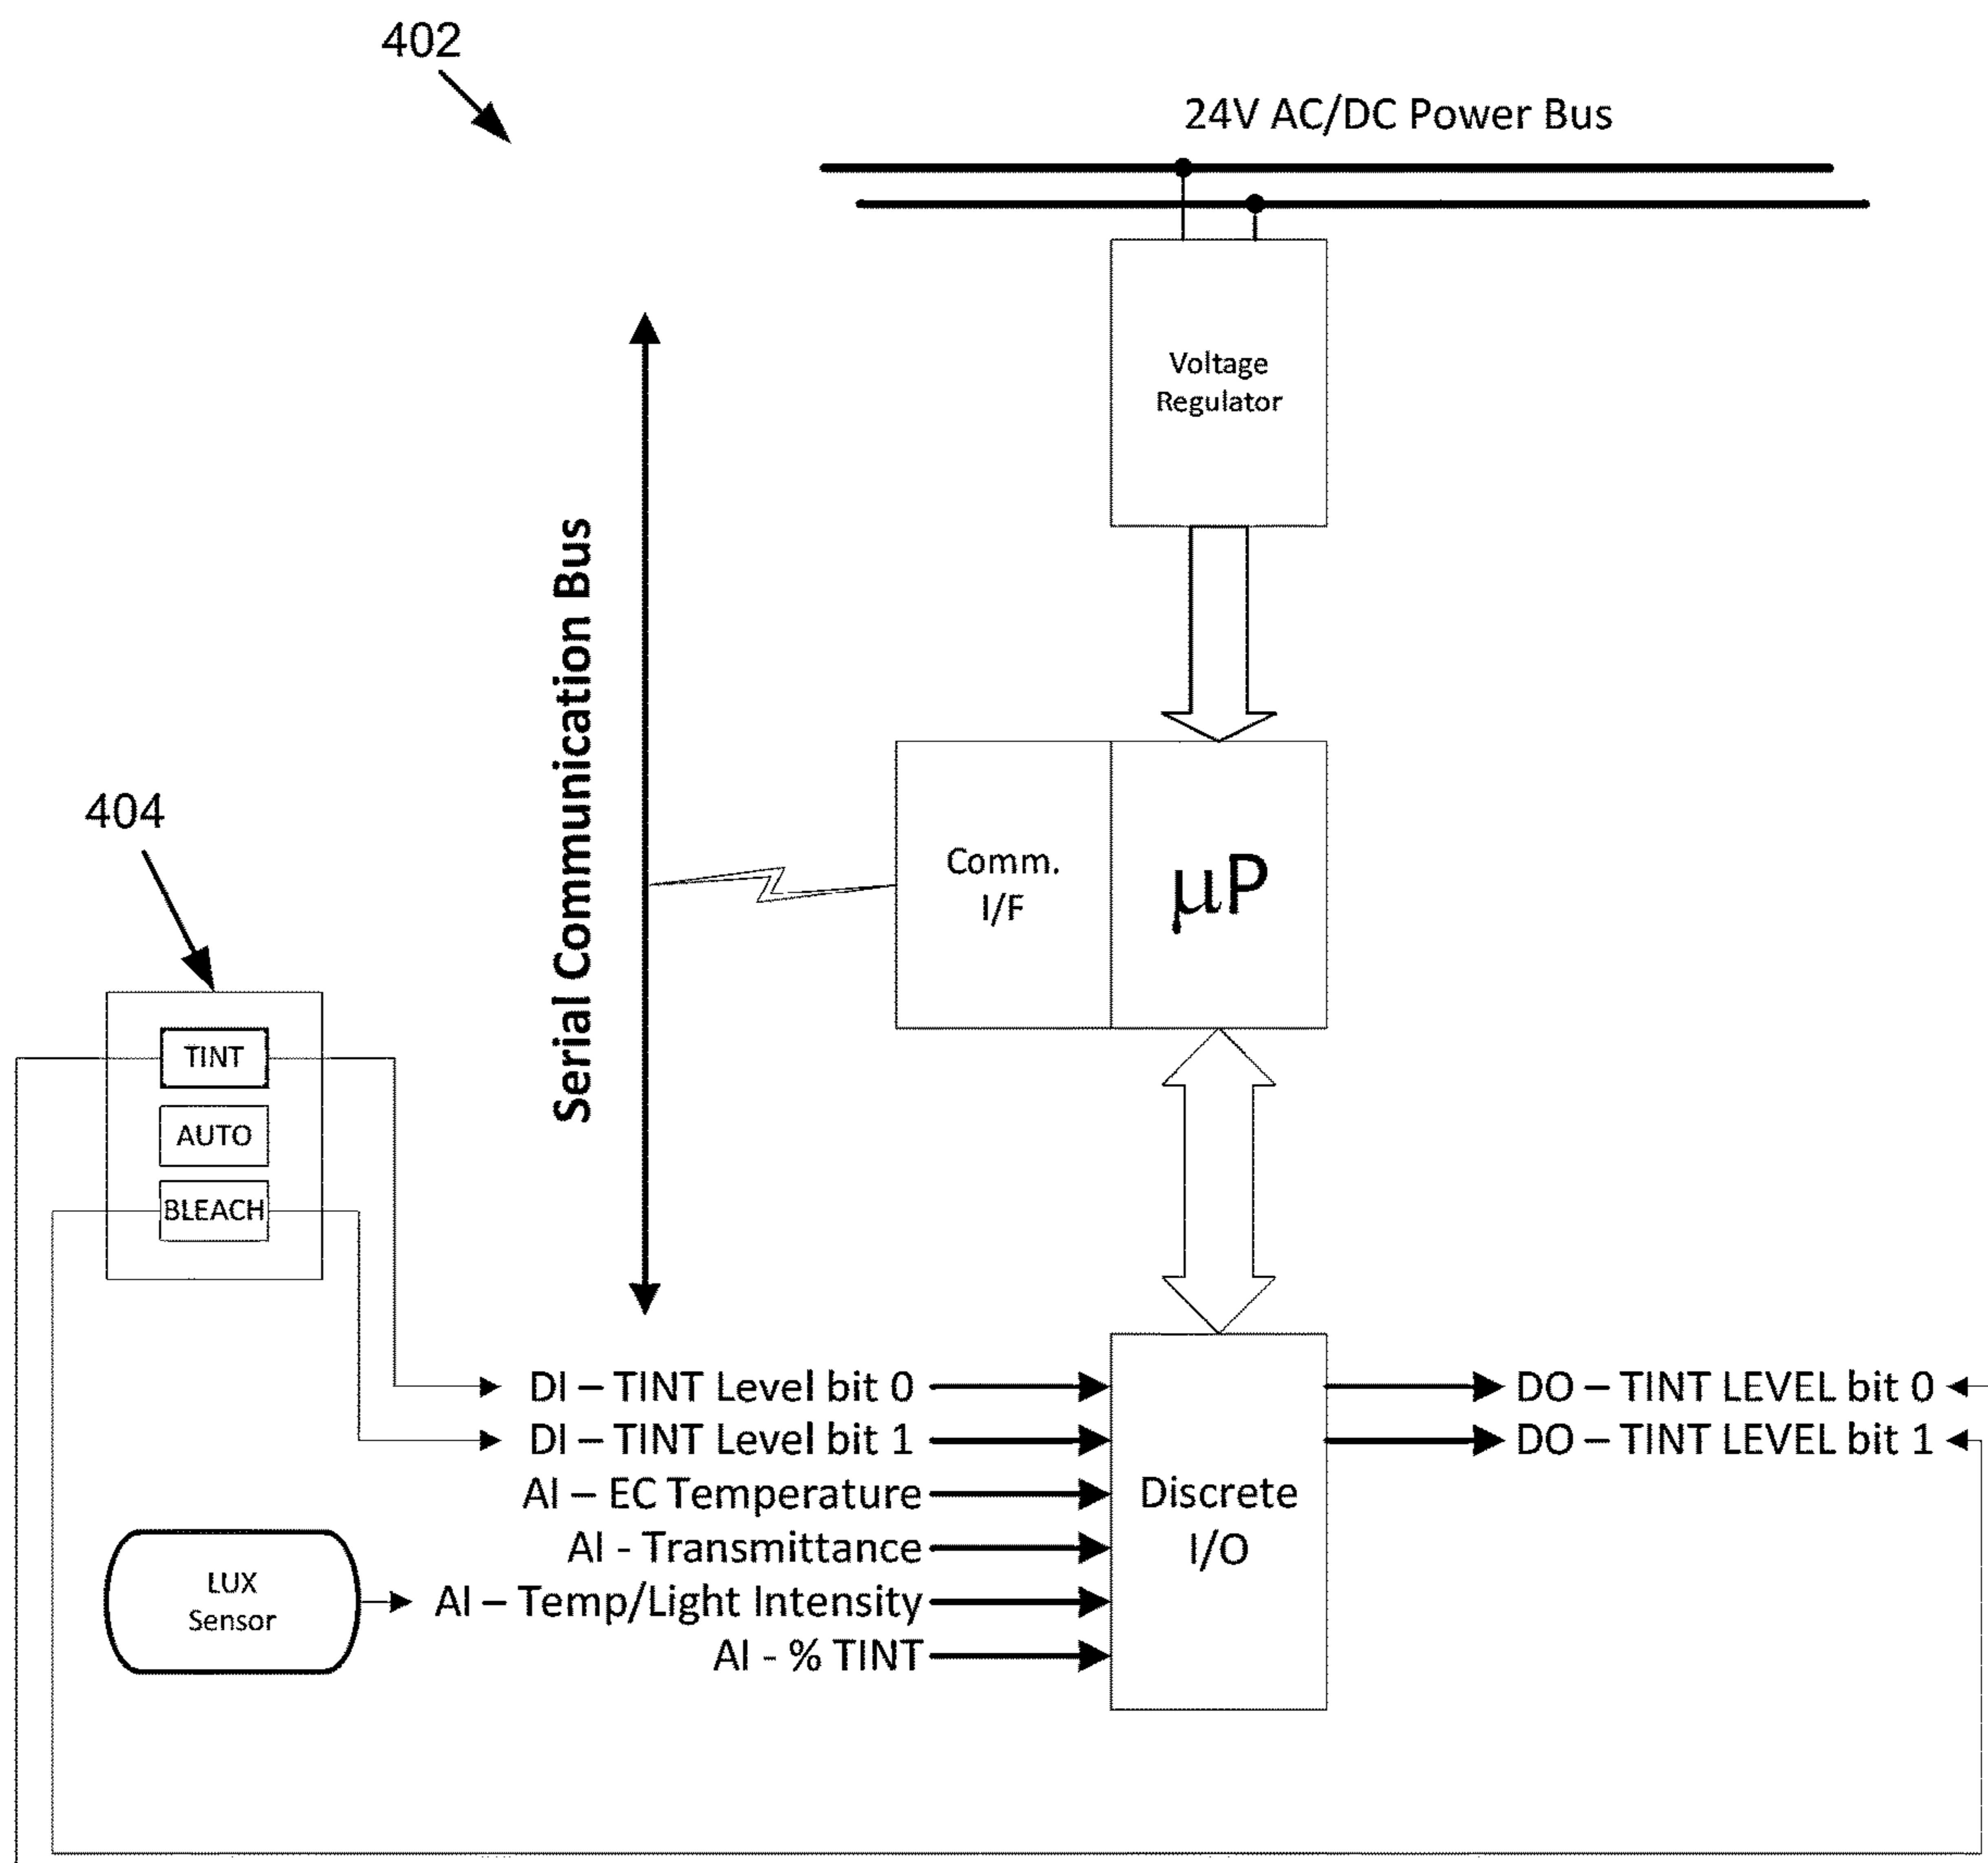 402
24V AC/DC Power Bus
Voltage
Regulator
Serial Communication Bus
404
Comm.
I/F
µP
TINT
AUTO
BLEACH
DI – TINT Level bit 0
DI – TINT Level bit 1
AI – EC Temperature
AI - Transmittance
AI – Temp/Light Intensity
AI - % TINT
LUX
Sensor
Discrete
I/O
DO – TINT LEVEL bit 0
DO – TINT LEVEL bit 1